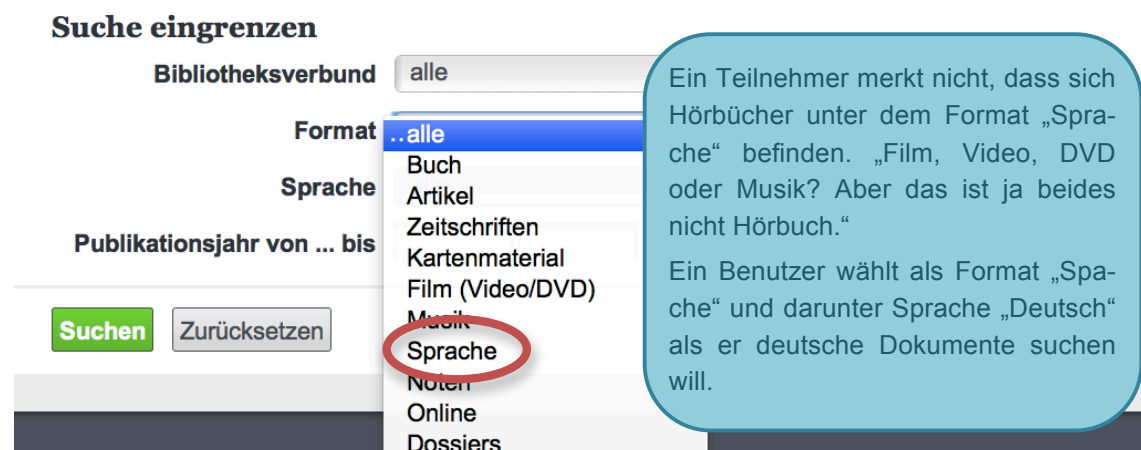 Suche eingrenzen
Bibliotheksverbund alle
Format ..alle
Buch
Sprache
Artikel
Zeitschriften
Publikationsjahr von ... bis
Kartenmaterial
Film (Video/DVD)
Musik
Suchen Zurücksetzen
Sprache
Noten
Online
Dossiers
Ein Teilnehmer merkt nicht, dass sich
Hörbücher unter dem Format „Spra-
che“ befinden. „Film, Video, DVD
oder Musik? Aber das ist ja beides
nicht Hörbuch.“
Ein Benutzer wählt als Format „Spa-
che“ und darunter Sprache „Deutsch“
als er deutsche Dokumente suchen
will.